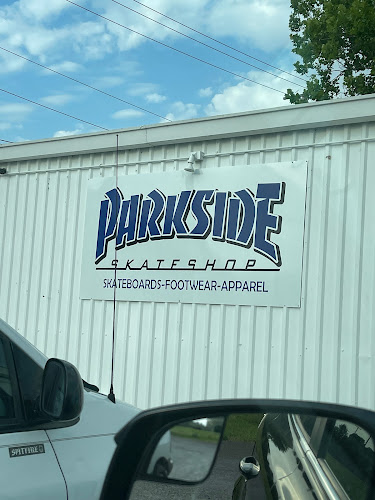 PARKSIDE
SKATESHOP
SKATEBOARDS-FOOTWEAR-APPAREL
SPITFIRE